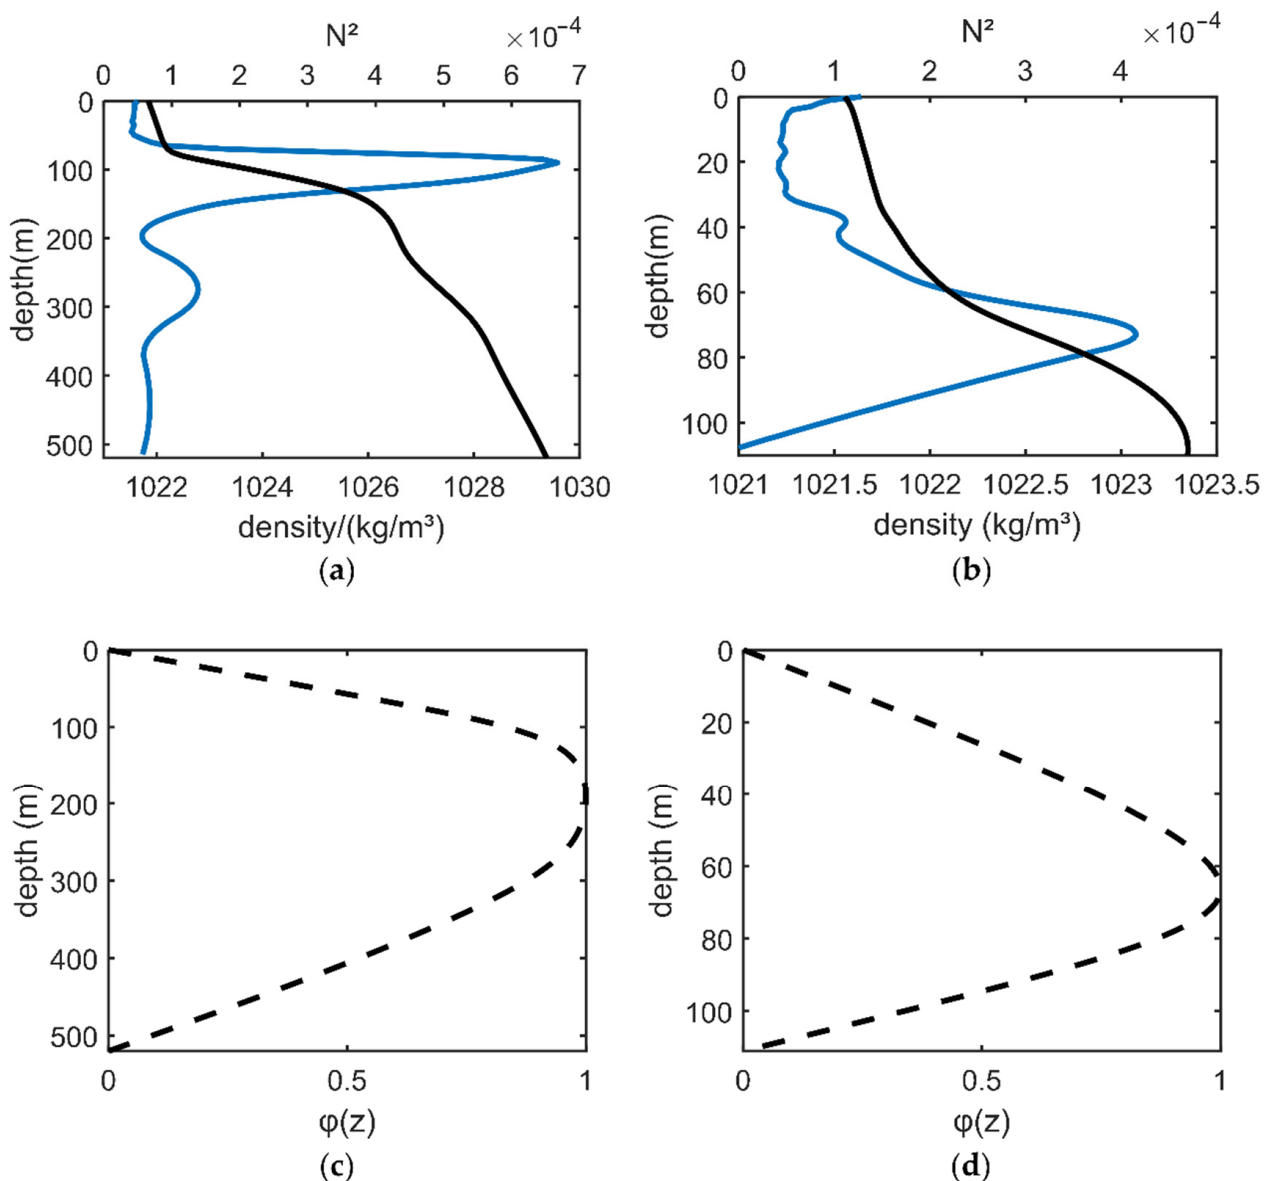 N²
×10⁻⁴
0 1 2 3 4 5 6 7
0
100
200
300
400
500
depth(m)
1022 1024 1026 1028 1030
density/(kg/m³)
(a)
N²
×10⁻⁴
0 1 2 3 4
0
20
40
60
80
100
depth(m)
1021 1021.5 1022 1022.5 1023 1023.5
density (kg/m³)
(b)
0
100
200
300
400
500
depth (m)
0 0.5 1
φ(z)
(c)
0
20
40
60
80
100
depth (m)
0 0.5 1
φ(z)
(d)